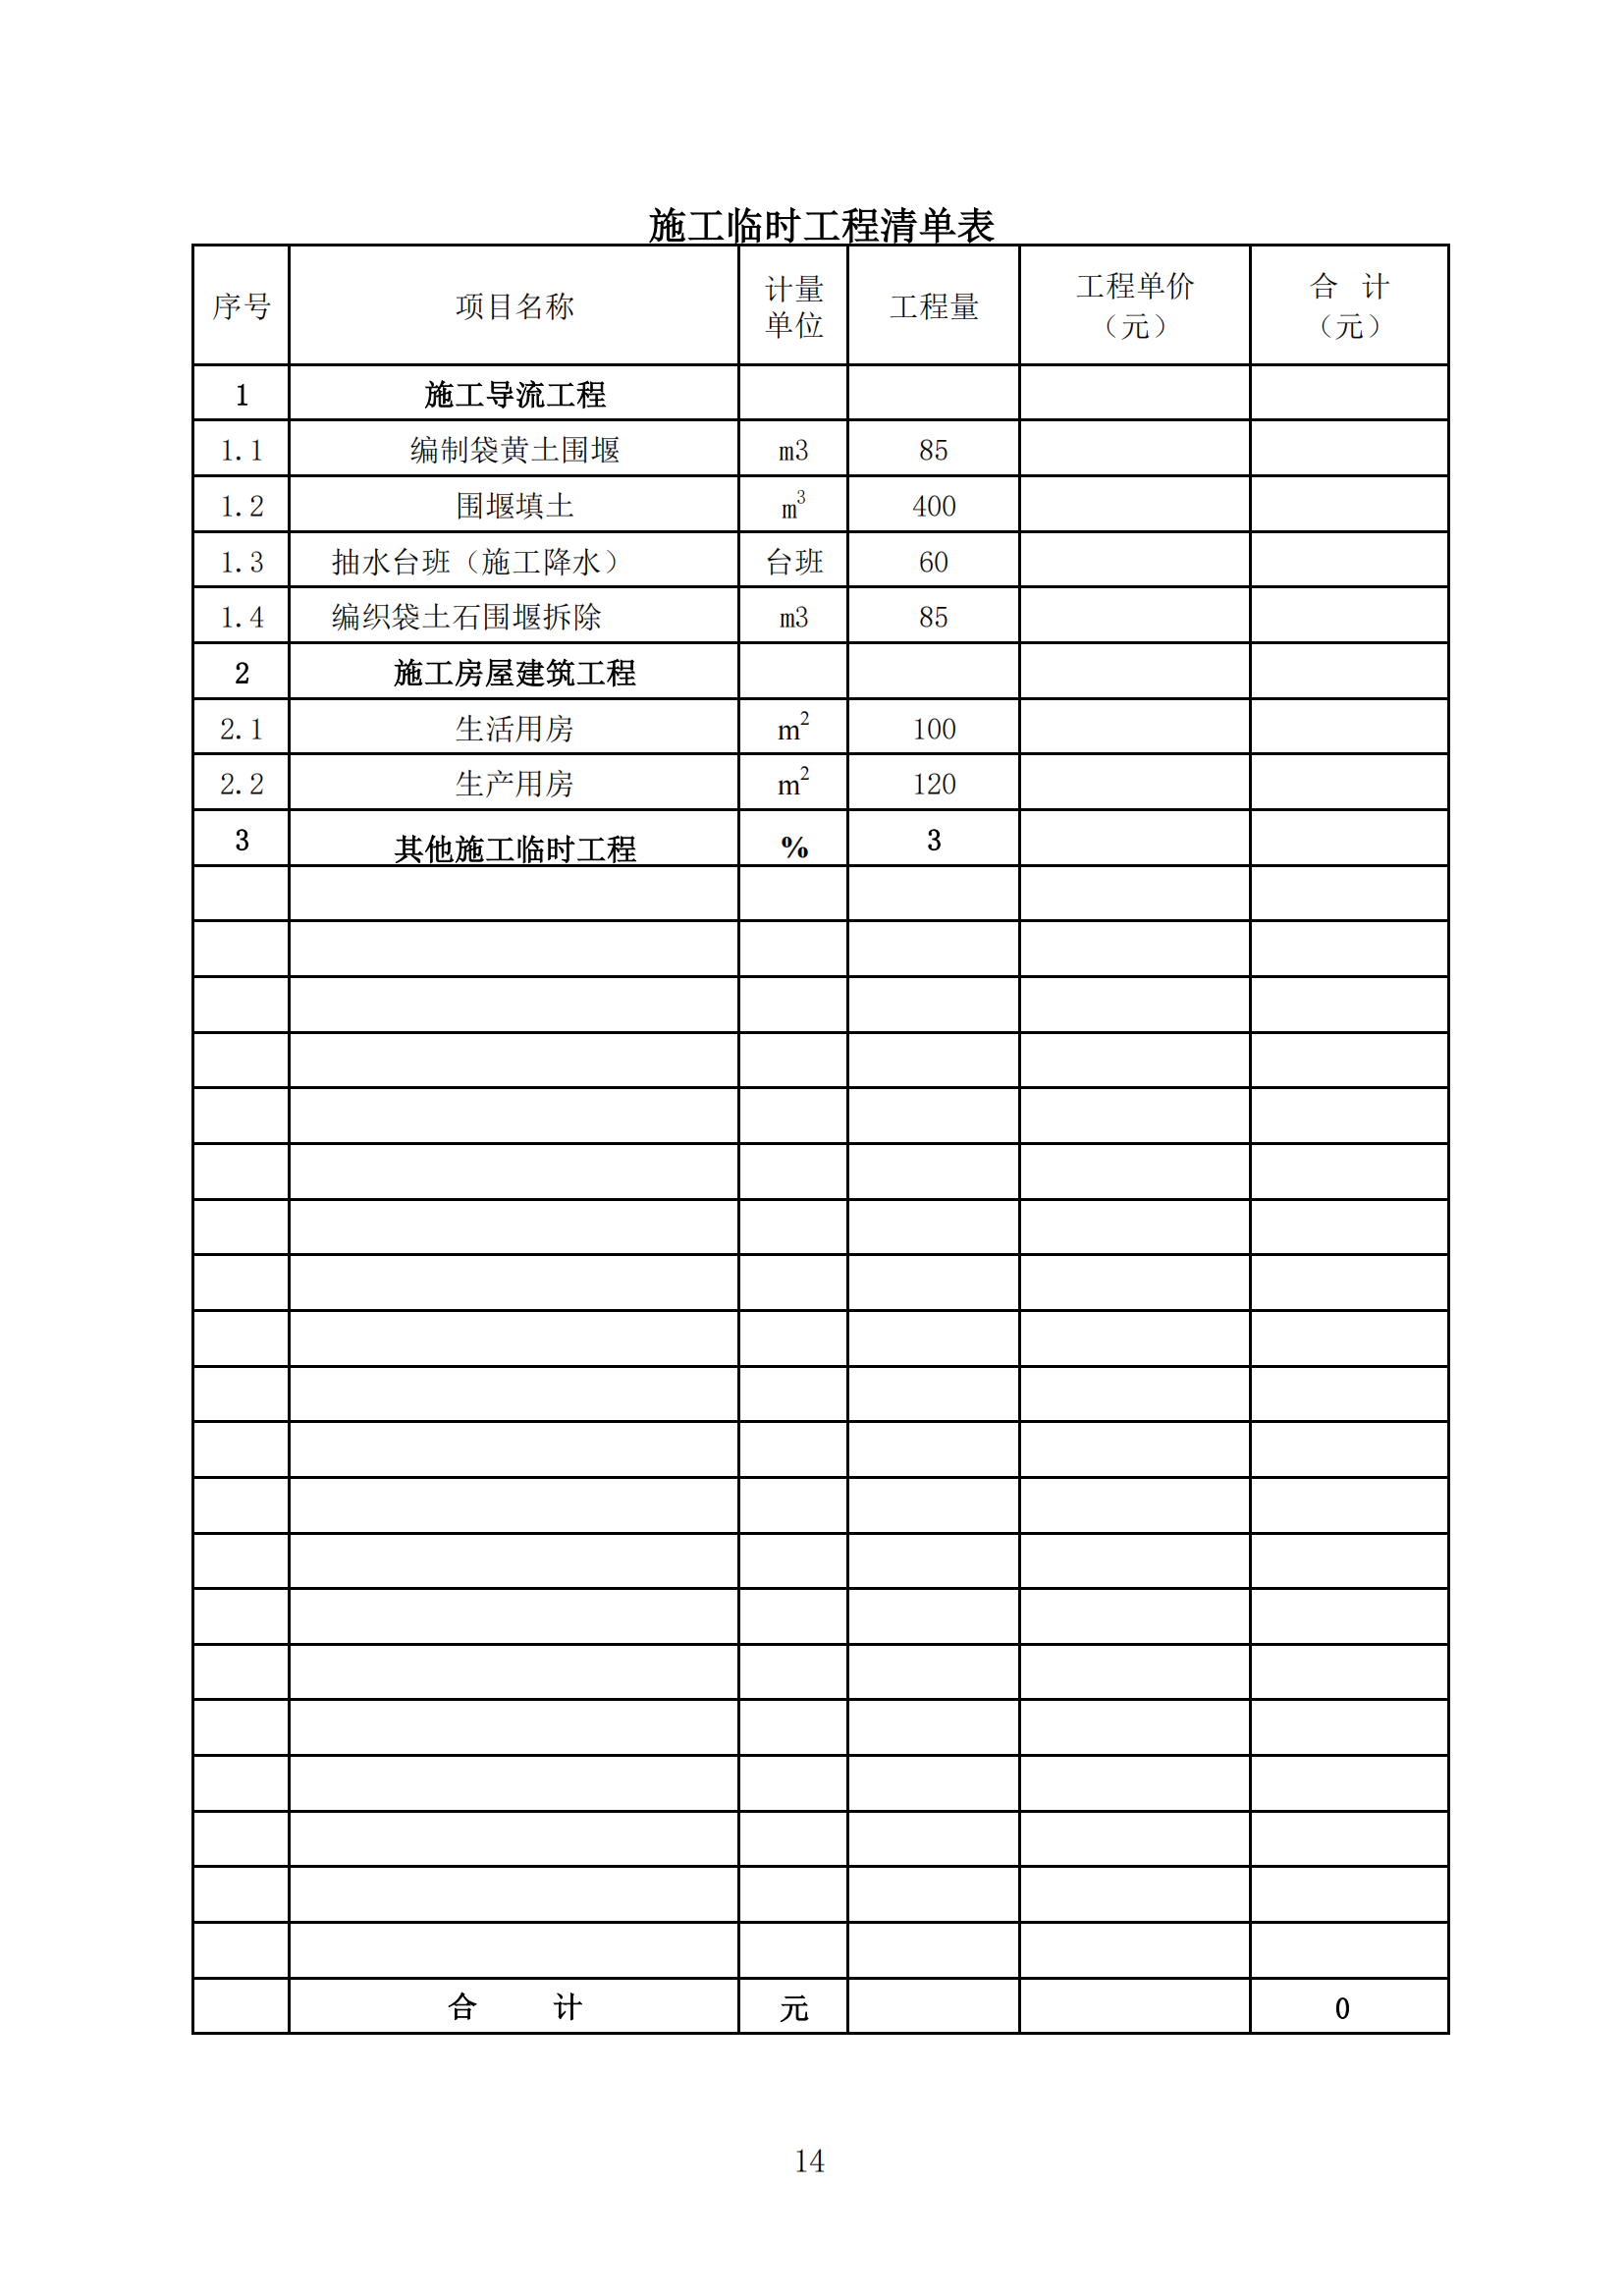 施工临时工程清单表
序号 项目名称 计量单位 工程量 工程单价（元） 合 计（元）
1 施工导流工程
1.1 编制袋黄土围堰 m3 85
1.2 围堰填土 m³ 400
1.3 抽水台班（施工降水） 台班 60
1.4 编织袋土石围堰拆除 m3 85
2 施工房屋建筑工程
2.1 生活用房 m² 100
2.2 生产用房 m² 120
3 其他施工临时工程 % 3
合 计 元 0
14